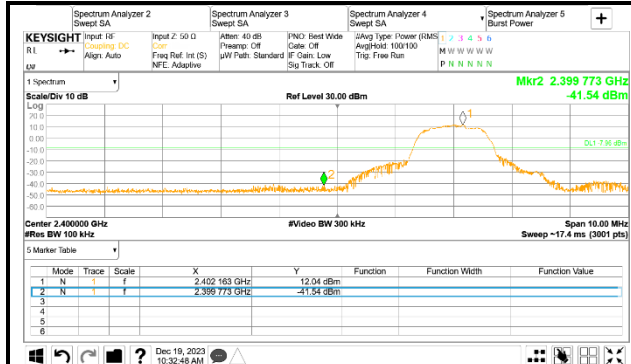 Spectrum Analyzer 2 Spectrum Analyzer 3 Spectrum Analyzer 4 Spectrum Analyzer 5
Swept SA Swept SA Swept SA Burst Power +
KEYSIGHT Input: RF Input Z: 50 Ω Atten: 40 dB PNO: Best Wide #Avg Type: Power (RMS 1 2 3 4 5 6
RL Coupling: DC Corr Preamp: Off Gate: Off Avg|Hold: 100/100 M W W W W W
Align: Auto Freq Ref: Int (S) µW Path: Standard IF Gain: Low Trig: Free Run
NFE: Adaptive Sig Track: Off P N N N N N
1 Spectrum Mkr2 2.399 773 GHz
Scale/Div 10 dB Ref Level 30.00 dBm -41.54 dBm
Log
20.0
10.0
0.00
-10.0
-20.0
-30.0
-40.0
-50.0
-60.0
1
2
Center 2.400000 GHz #Video BW 300 kHz Span 10.00 MHz
#Res BW 100 kHz Sweep ~17.4 ms (3001 pts)
5 Marker Table
Mode Trace Scale X Y Function Function Width Function Value
1 N 1 f 2.402 163 GHz 12.04 dBm
2 N 1 f 2.399 773 GHz -41.54 dBm
3
4
5
6
? Dec 19, 2023
10:32:48 AM